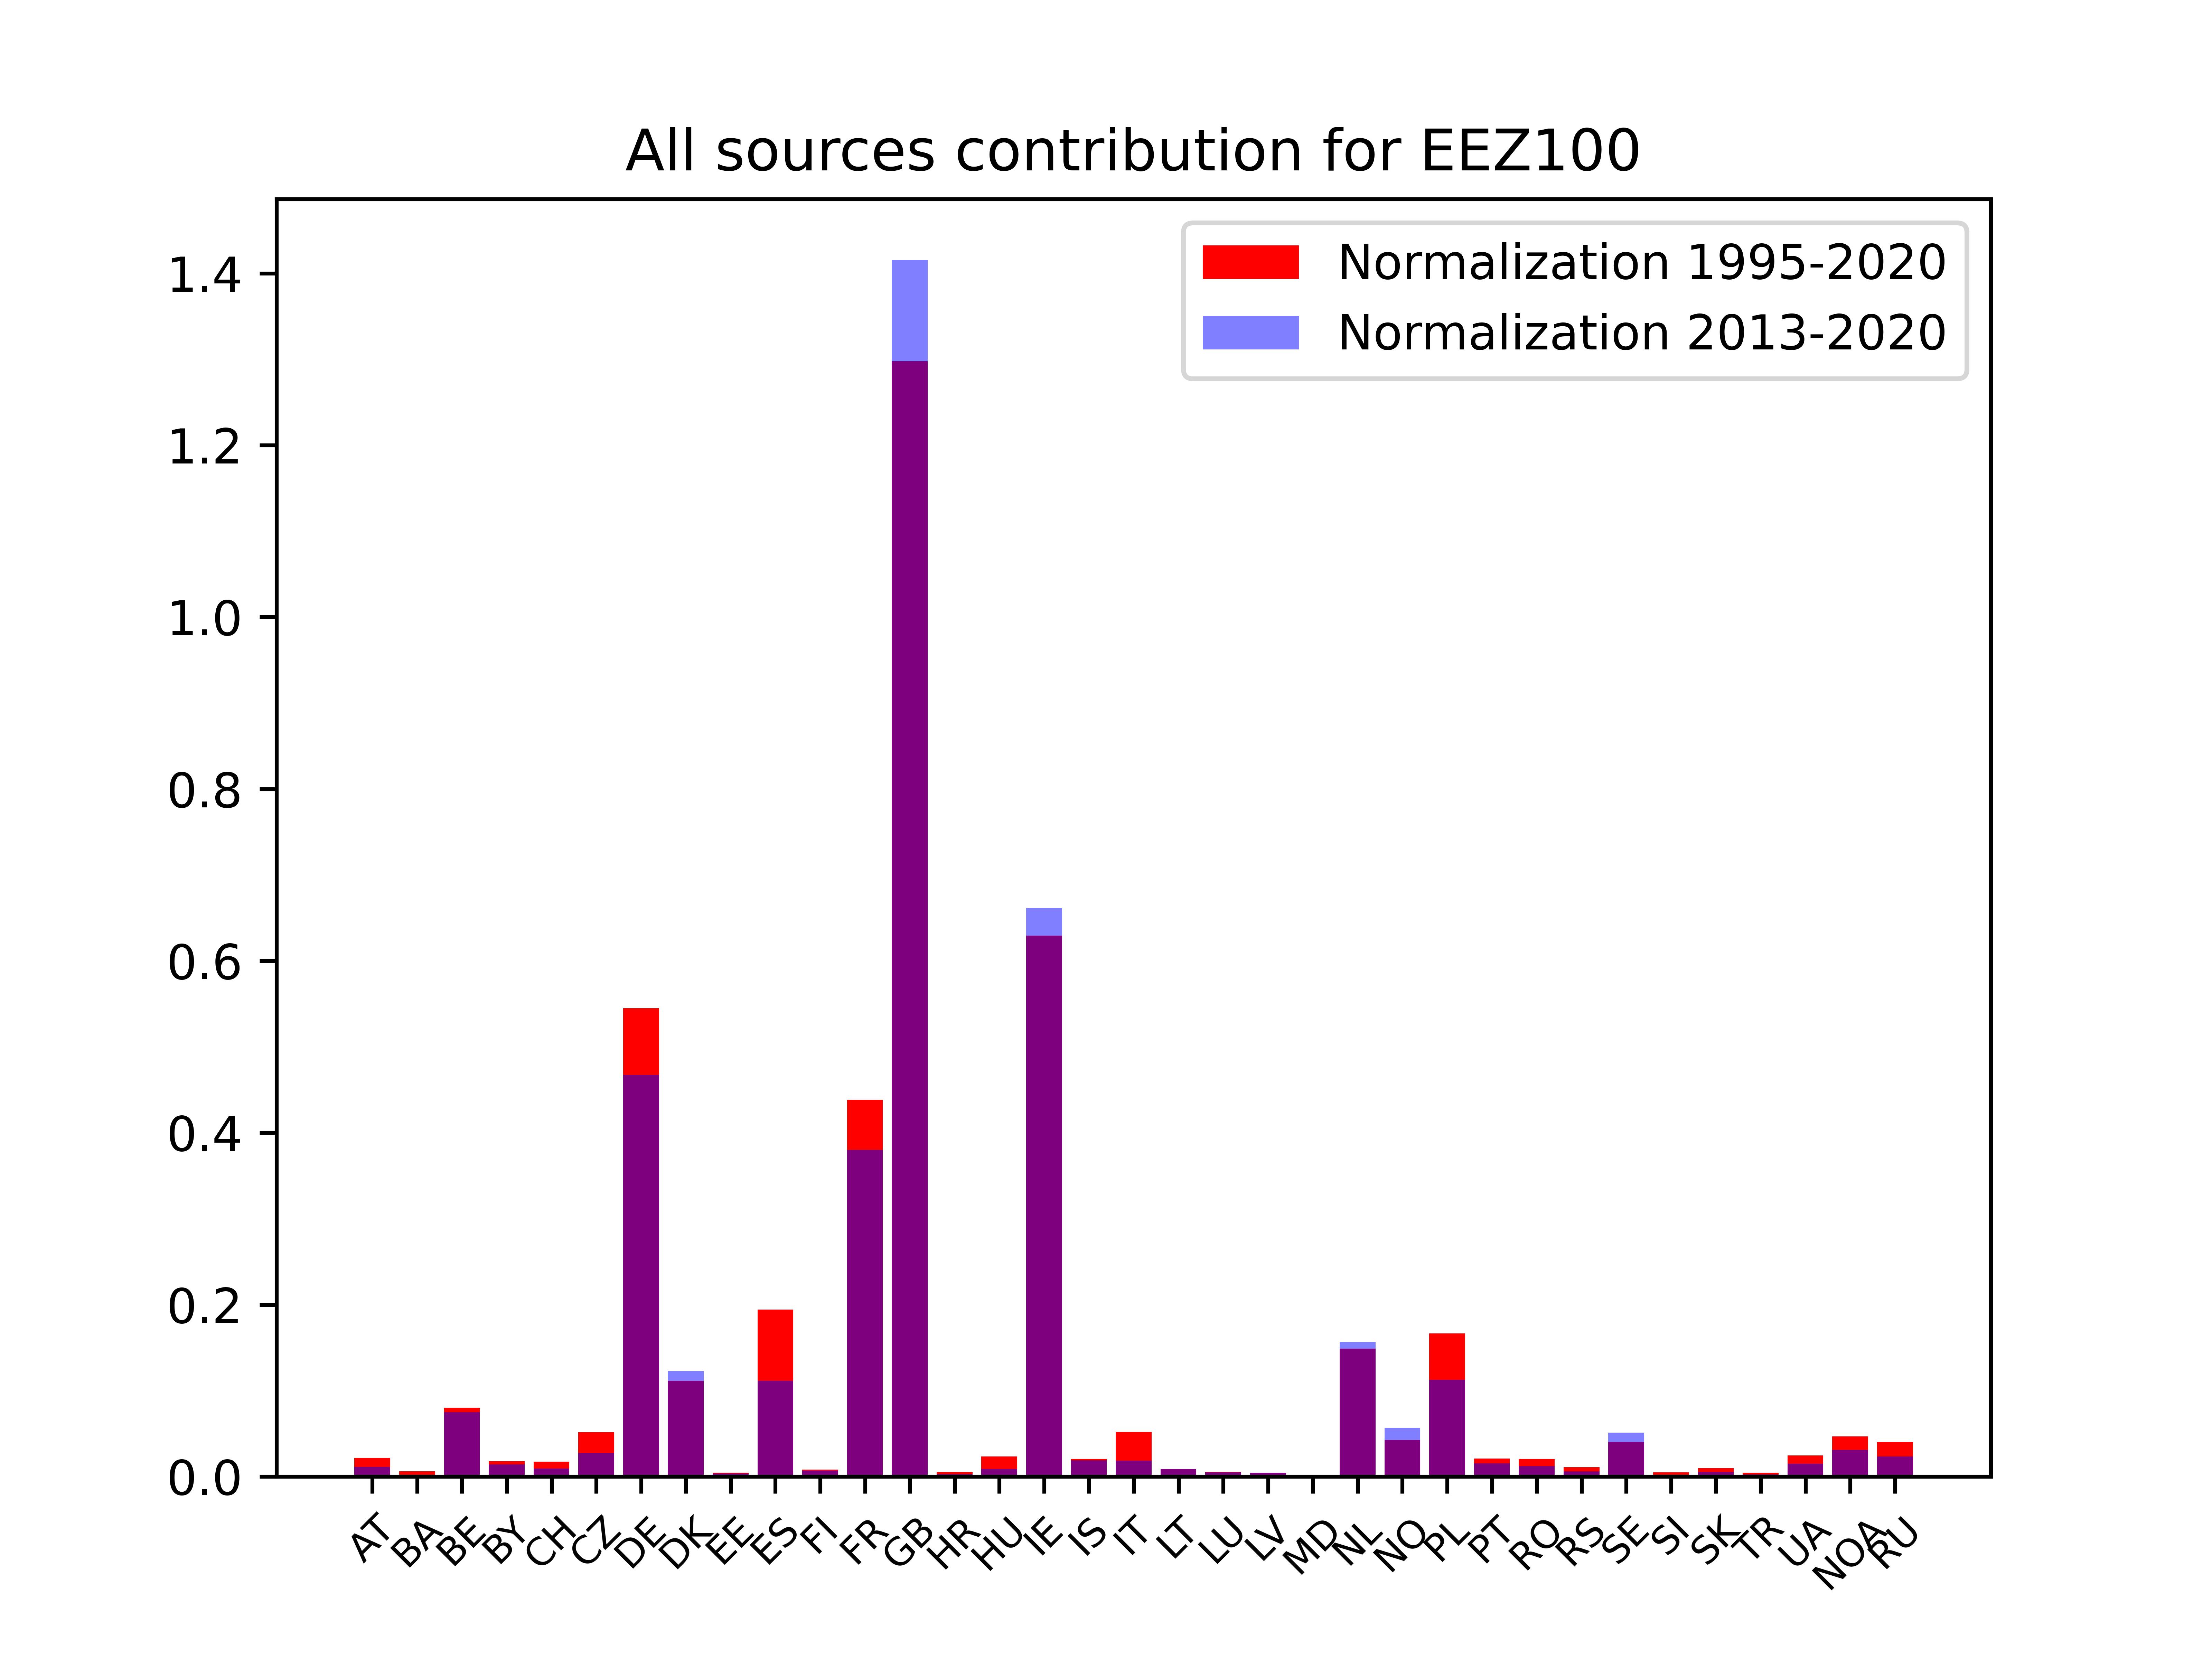 All sources contribution for EEZ100
Normalization 1995-2020
Normalization 2013-2020
1.4
1.2
1.0
0.8
0.6
0.4
0.2
0.0
AT BA BE BY CH CZ DE DK EE ES FI FR GB HR HU IE IS IT LT LU LV MD NL NO PL PT RO RS SE SI SK TR UA NOA RU